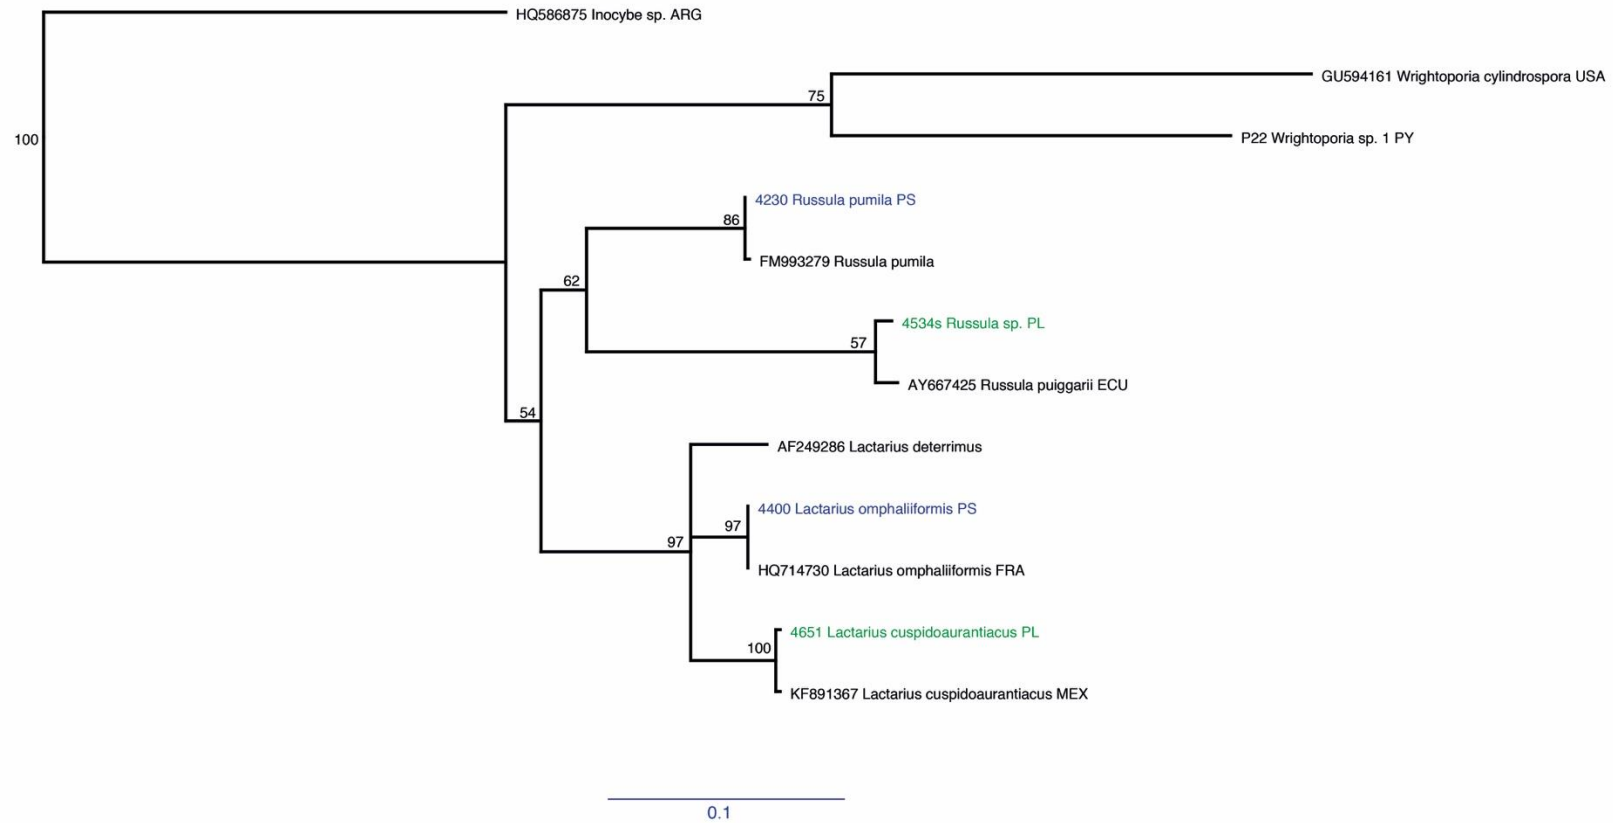 HQ586875 Inocybe sp. ARG
GU594161 Wrightoporia cylindrospora USA
75
P22 Wrightoporia sp. 1 PY
100
4230 Russula pumila PS
86
FM993279 Russula pumila
62
4534s Russula sp. PL
57
AY667425 Russula puiggarii ECU
54
AF249286 Lactarius deterrimus
4400 Lactarius omphaliiformis PS
97
97
HQ714730 Lactarius omphaliiformis FRA
4651 Lactarius cuspidoaurantiacus PL
100
KF891367 Lactarius cuspidoaurantiacus MEX
0.1